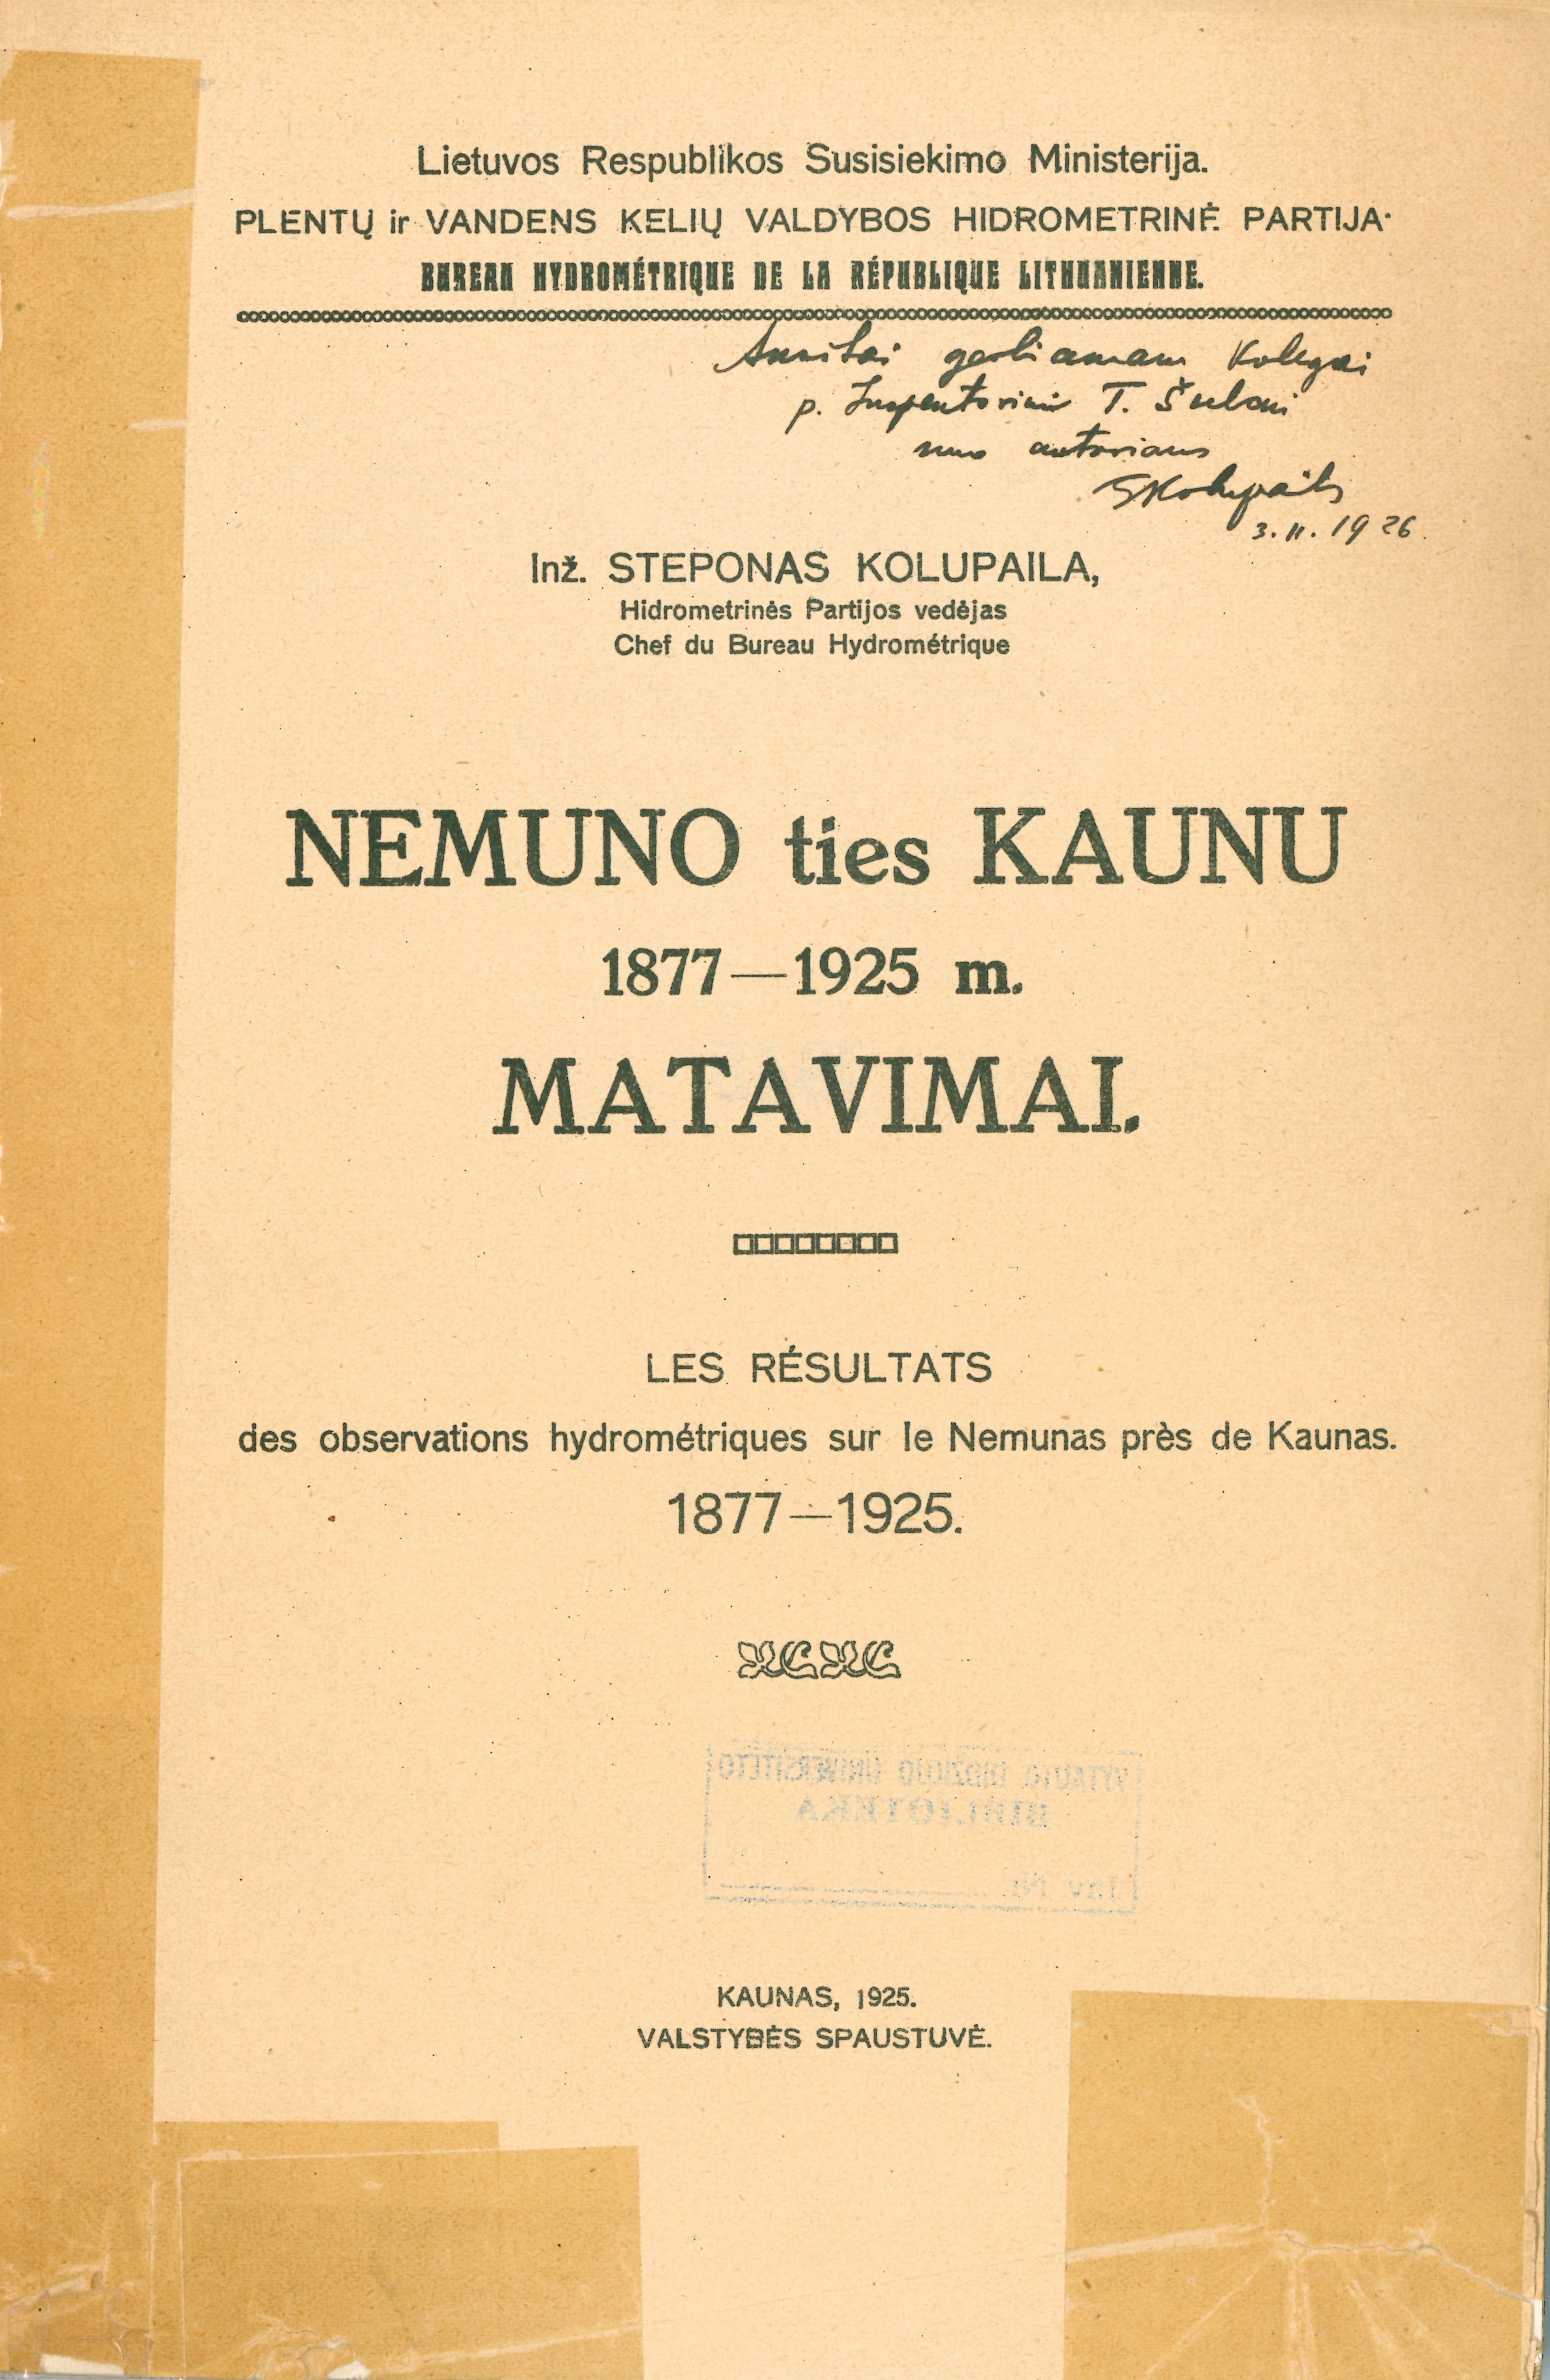 Lietuvos Respublikos Susisiekimo Ministerija.
PLENTŲ ir VANDENS KELIŲ VALDYBOS HIDROMETRINĖ PARTIJA.
BUREAU HYDROMÉTRIQUE DE LA RÉPUBLIQUE LITHUANIENNE.
Aukštai gerbiamam Kolegai
p. Inspektoriui T. Šulcui
nuo autoriaus
SKolupaila
3. II. 1926.
Inž. STEPONAS KOLUPAILA,
Hidrometrinės Partijos vedėjas
Chef du Bureau Hydrométrique
NEMUNO ties KAUNU
1877—1925 m.
MATAVIMAI.
LES RÉSULTATS
des observations hydrométriques sur le Nemunas près de Kaunas.
1877—1925.
VYTAUTO DIDŽIOJO UNIVERSITETO
BIBLIOTEKA
Inv. Nr.
KAUNAS, 1925.
VALSTYBĖS SPAUSTUVĖ.